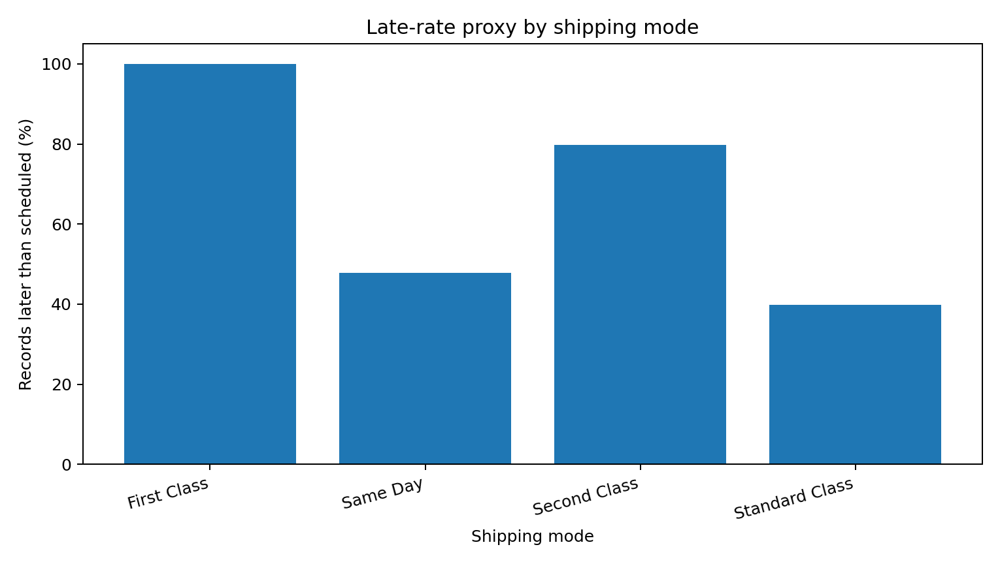 Late-rate proxy by shipping mode
Records later than scheduled (%)
100
80
60
40
20
0
First Class
Same Day
Second Class
Standard Class
Shipping mode